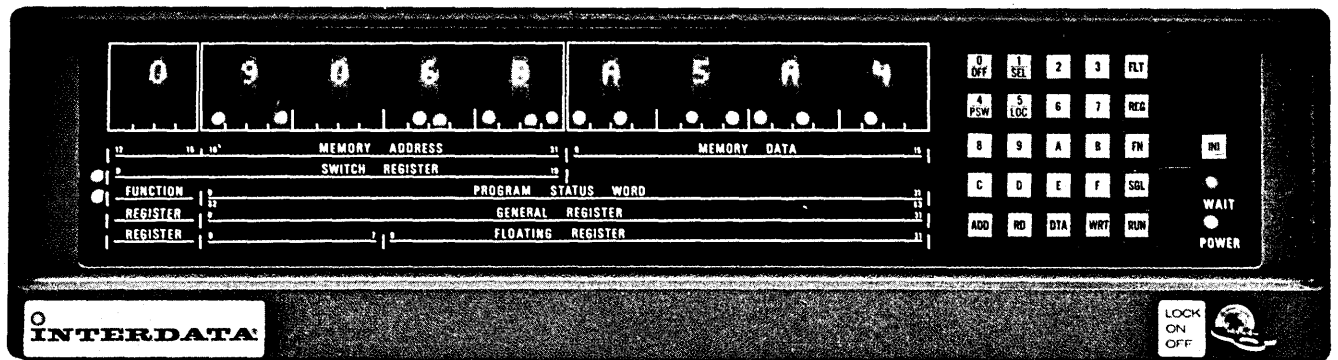 0 9 0 6 B A 5 A 4
12 15 16 MEMORY ADDRESS 31 0 MEMORY DATA 15
0 SWITCH REGISTER 19
FUNCTION 0 PROGRAM STATUS WORD 31
32 63
REGISTER 0 GENERAL REGISTER 31
REGISTER 0 7 8 FLOATING REGISTER 31
0 OFF 1 SEL 2 3 FLT
4 PSW 5 LOC 6 7 REG
8 9 A B FN
C D E F SGL
ADD RD DTA WRT RUN
INI
WAIT
POWER
INTERDATA
LOCK
ON
OFF